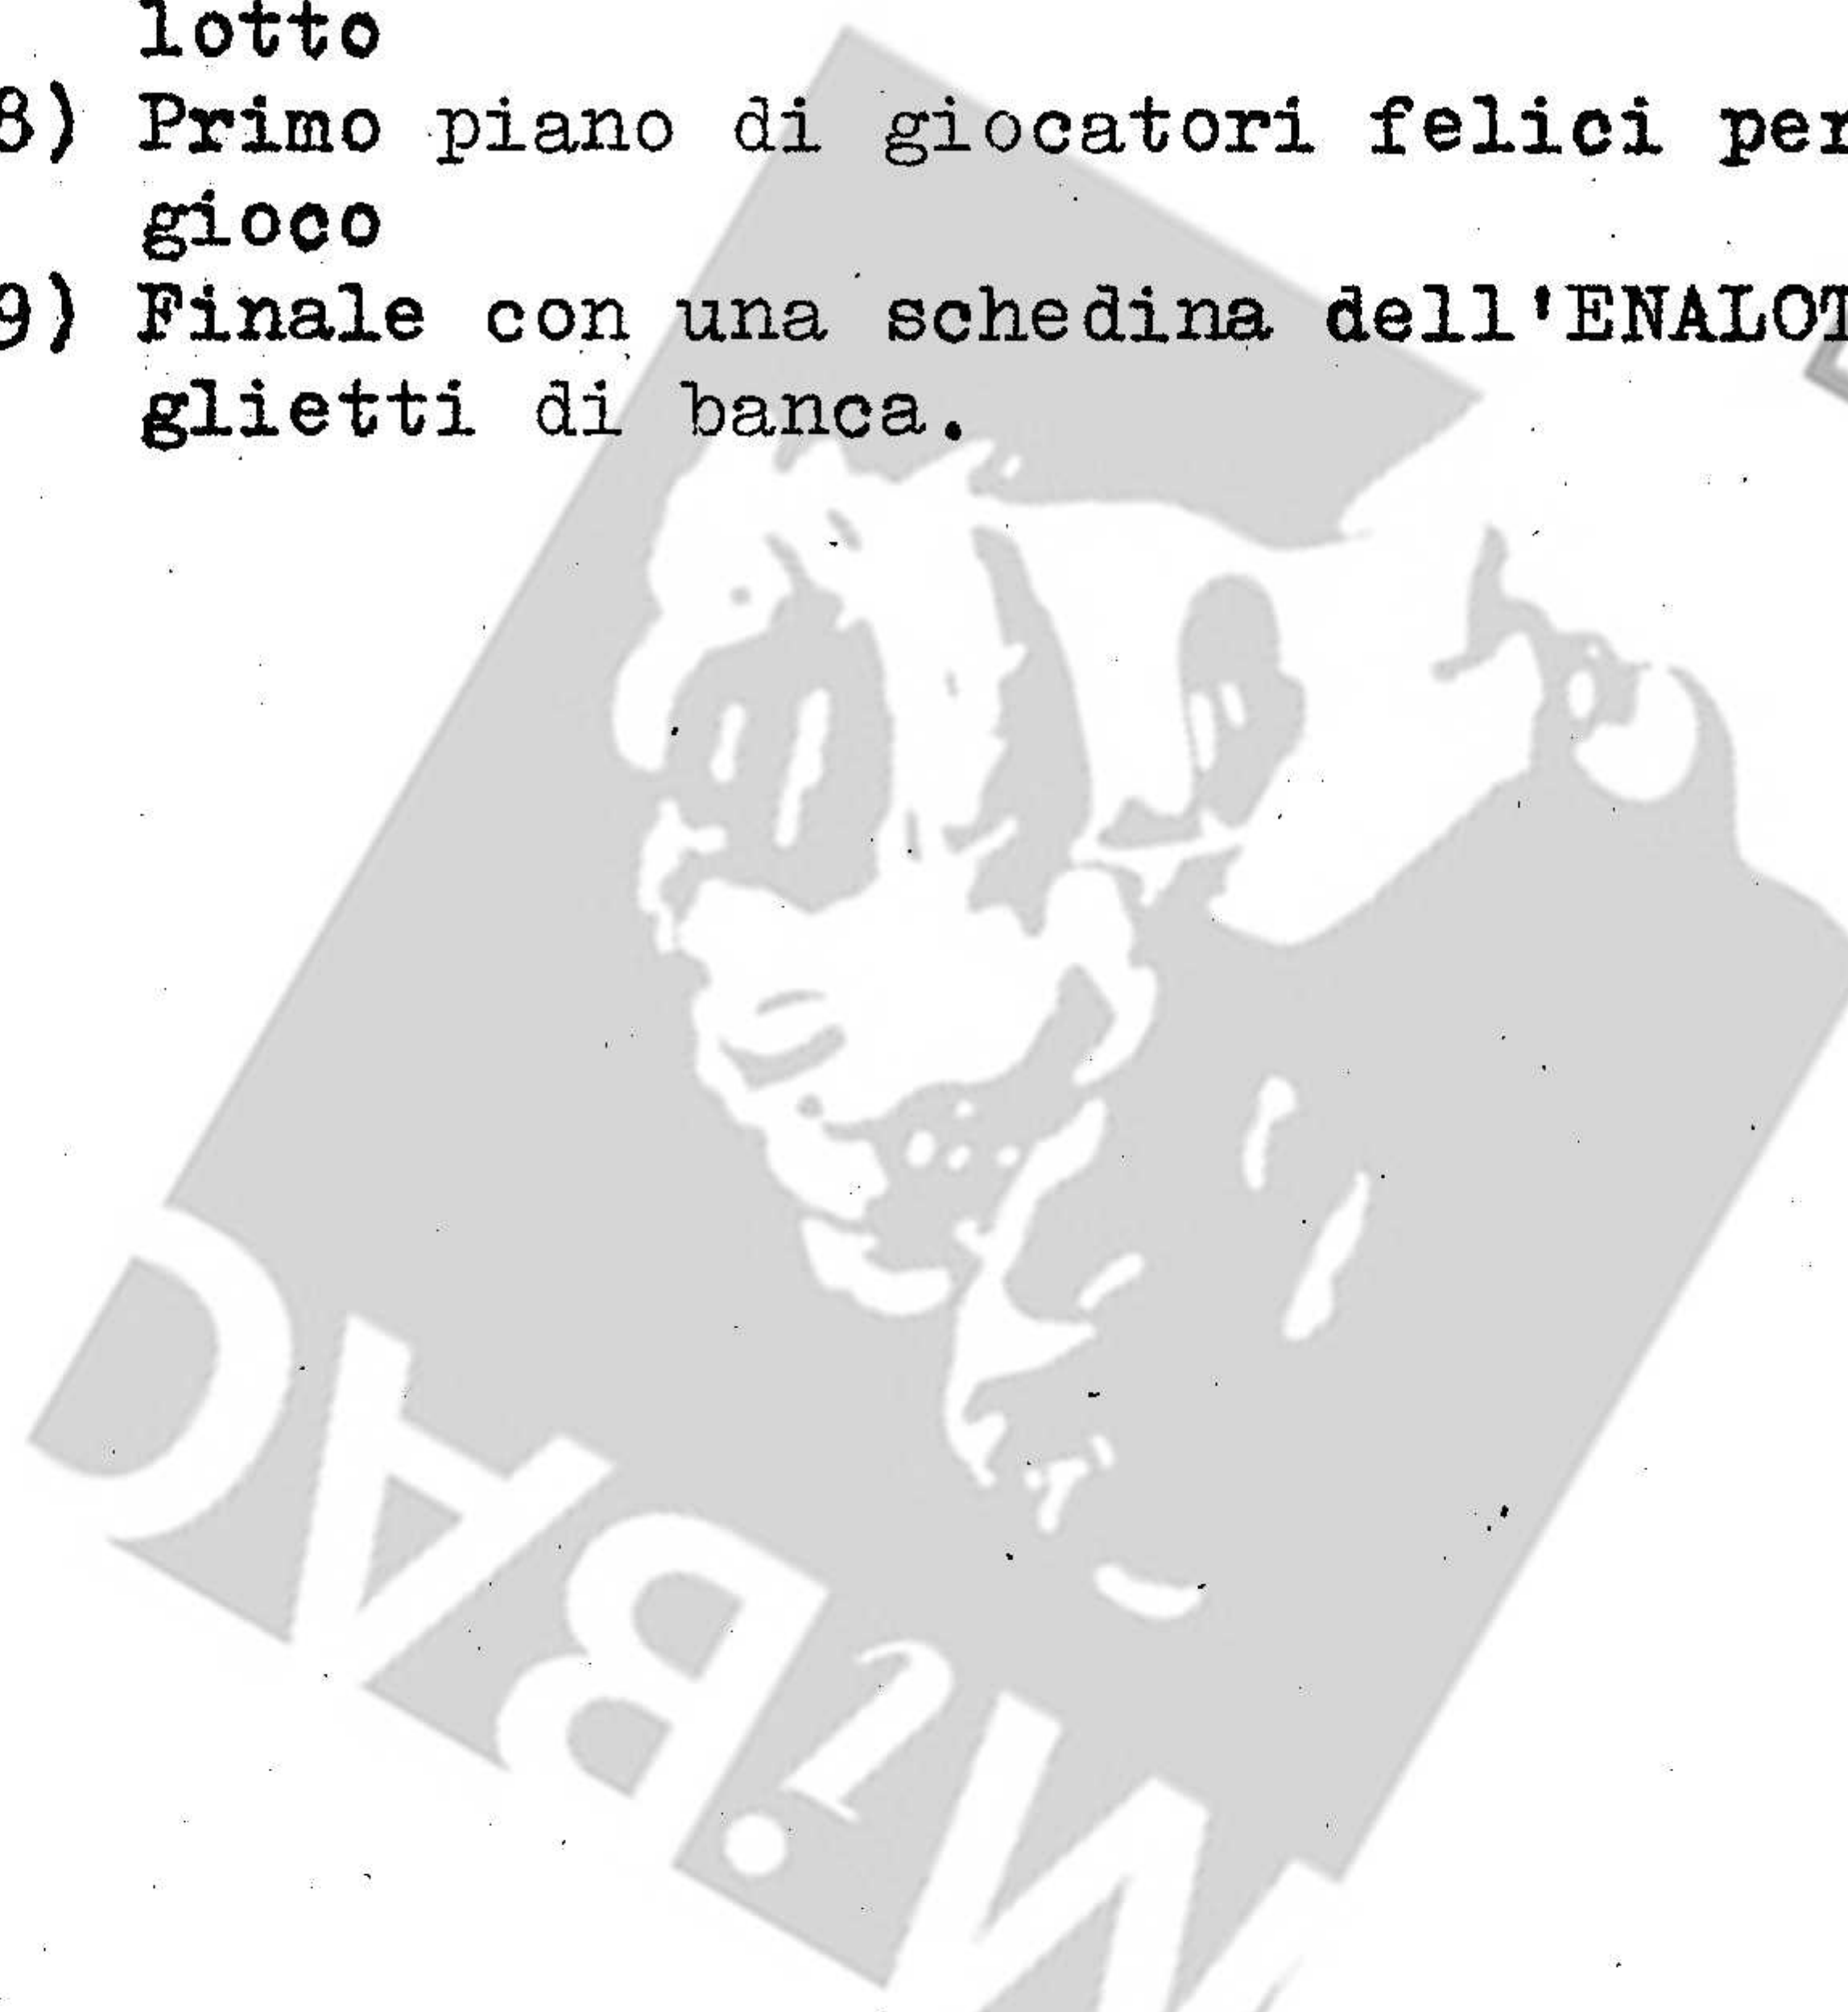 lotto
8) Primo piano di giocatori felici per
gioco
9) Finale con una schedina dell'ENALOT
glietti di banca.
MiBAC